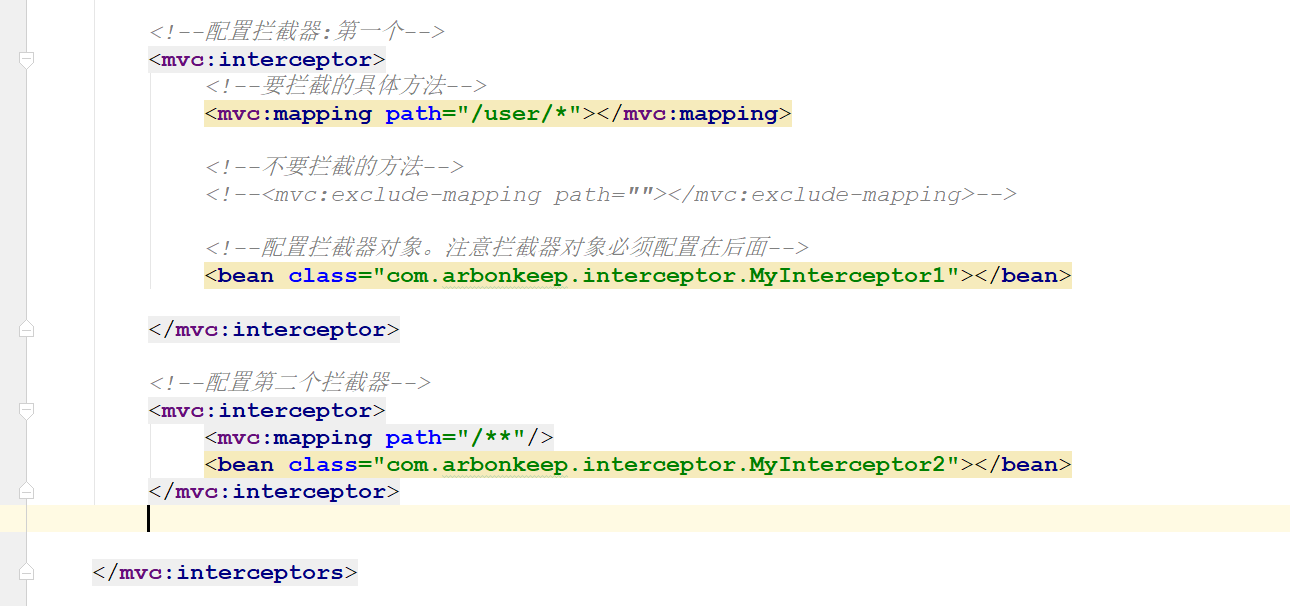 <!--配置拦截器:第一个-->
<mvc:interceptor>
<!--要拦截的具体方法-->
<mvc:mapping path="/user/*"></mvc:mapping>
<!--不要拦截的方法-->
<!--<mvc:exclude-mapping path=""></mvc:exclude-mapping>-->
<!--配置拦截器对象。注意拦截器对象必须配置在后面-->
<bean class="com.arbonkeep.interceptor.MyInterceptor1"></bean>
</mvc:interceptor>
<!--配置第二个拦截器-->
<mvc:interceptor>
<mvc:mapping path="/**"/>
<bean class="com.arbonkeep.interceptor.MyInterceptor2"></bean>
</mvc:interceptor>
</mvc:interceptors>